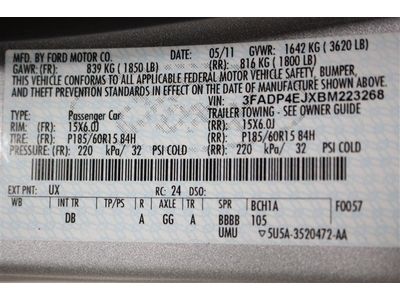 MFD. BY FORD MOTOR CO. DATE: 05/11 GVWR: 1642 KG ( 3620 LB)
GAWR: (FR) 839 KG ( 1850 LB) (RR): 816 KG ( 1800 LB)
THIS VEHICLE CONFORMS TO ALL APPLICABLE FEDERAL MOTOR VEHICLE SAFETY, BUMPER,
AND THEFT PREVENTION STANDARDS IN EFFECT ON THE DATE OF MANUFACTURE SHOWN ABOVE.
VIN: 3FADP4EJXBM223268
TYPE: Passenger Car TRAILER TOWING - SEE OWNER GUIDE
RIM: (FR): 15X6.0J (RR): 15X6.0J
TIRE: (FR): P185/60R15 84H (RR): P185/60R15 84H
PRESSURE: (FR): 220 kPa/ 32 PSI COLD (RR): 220 kPa/ 32 PSI COLD
EXT PNT: UX RC: 24 DSO:
WB INT TR TP/PS R AXLE TR SPR BCH1A F0057
DB A GG A BBBB 105
UMU 5U5A-3520472-AA